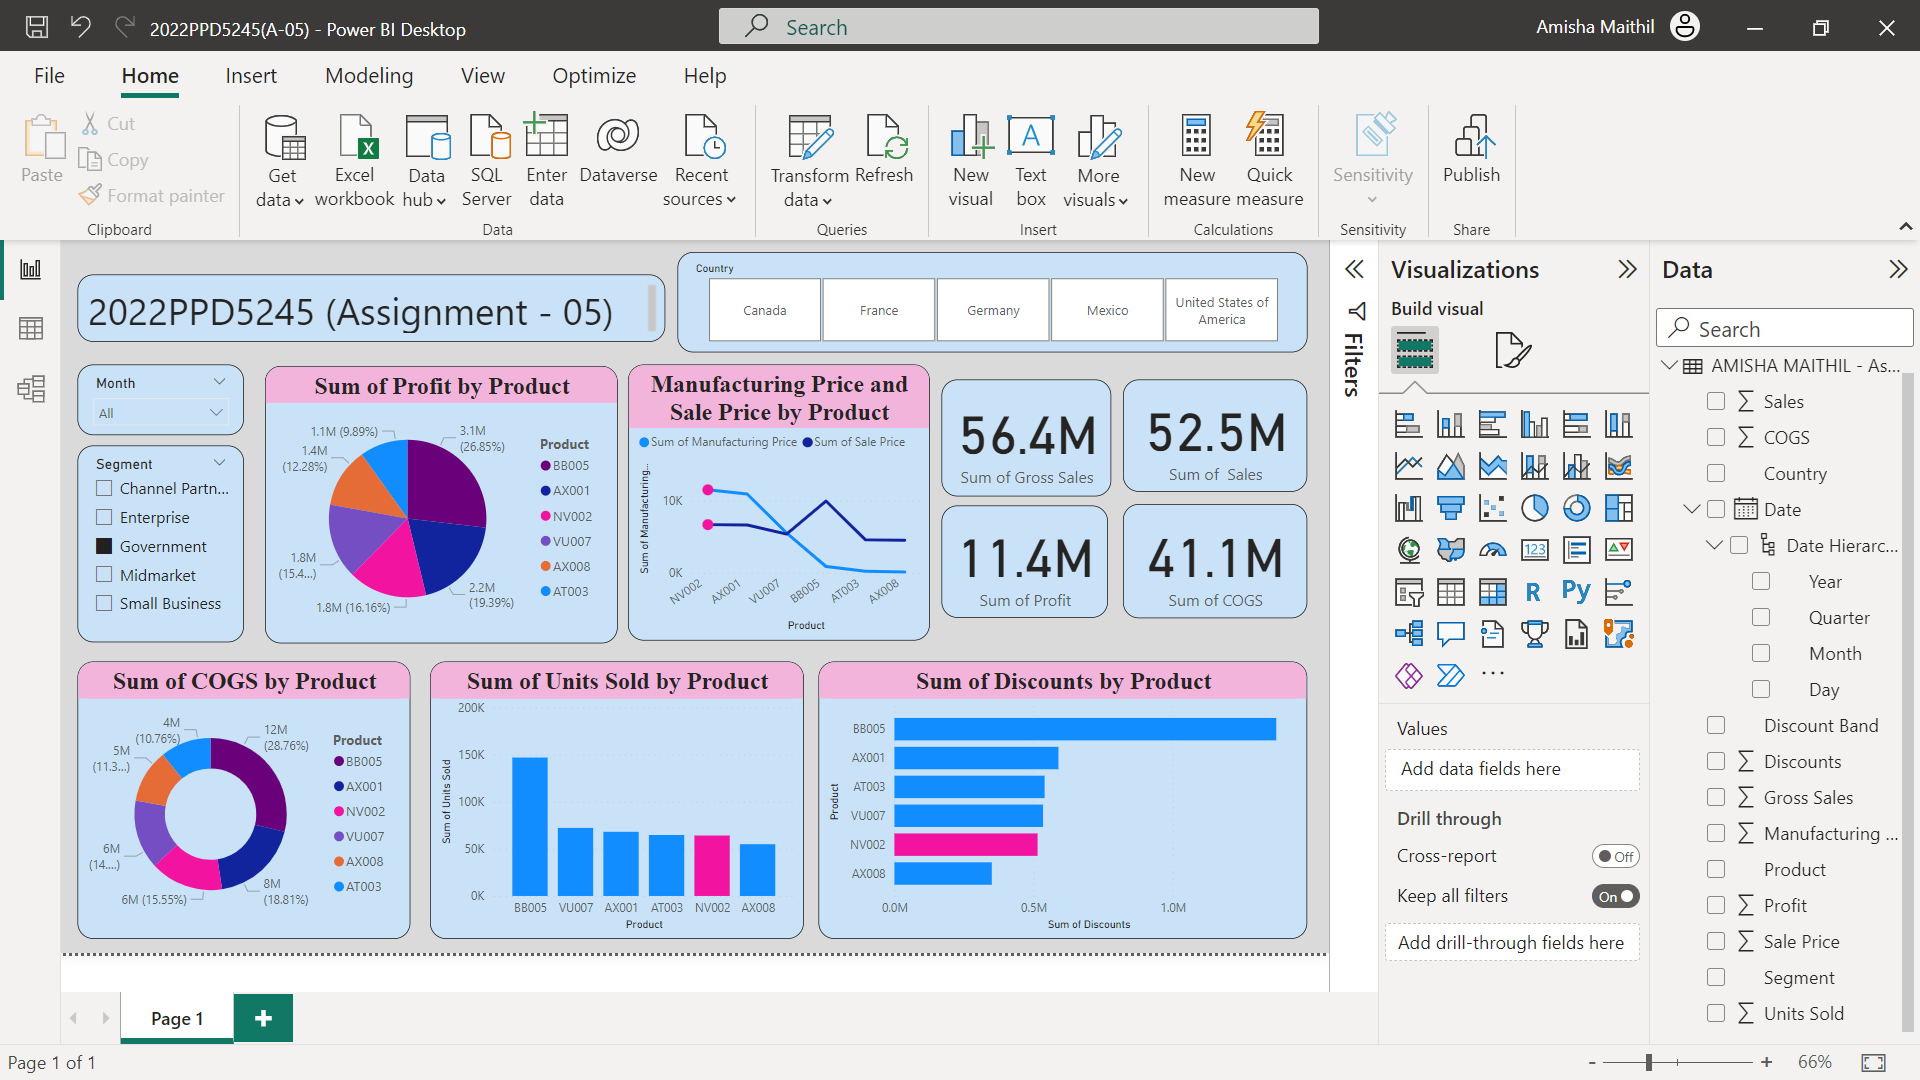 2022PPD5245(A-05) - Power BI Desktop
Search
Amisha Maithil
File
Home
Insert
Modeling
View
Optimize
Help
Paste
Cut
Copy
Format painter
Clipboard
Get
data
Excel
workbook
Data
hub
SQL
Server
Enter
data
Dataverse
Recent
sources
Data
Transform
data
Refresh
Queries
New
visual
Text
box
More
visuals
Insert
New
measure
Quick
measure
Calculations
Sensitivity
Sensitivity
Publish
Share
2022PPD5245 (Assignment - 05)
Country
Canada
France
Germany
Mexico
United States of
America
Month
All
Segment
Channel Partn...
Enterprise
Government
Midmarket
Small Business
Sum of Profit by Product
1.1M (9.89%)
3.1M
(26.85%)
1.4M
(12.28%)
1.8M
(15.4...)
1.8M (16.16%)
2.2M
(19.39%)
Product
BB005
AX001
NV002
VU007
AX008
AT003
Manufacturing Price and
Sale Price by Product
Sum of Manufacturing Price
Sum of Sale Price
Sum of Manufacturing...
10K
0K
NV002
AX001
VU007
BB005
AT003
AX008
Product
56.4M
Sum of Gross Sales
52.5M
Sum of Sales
11.4M
Sum of Profit
41.1M
Sum of COGS
Sum of COGS by Product
4M
(10.76%)
12M
(28.76%)
5M
(11.3...)
6M
(14....)
6M (15.55%)
8M
(18.81%)
Product
BB005
AX001
NV002
VU007
AX008
AT003
Sum of Units Sold by Product
Sum of Units Sold
200K
150K
100K
50K
0K
BB005
VU007
AX001
AT003
NV002
AX008
Product
Sum of Discounts by Product
Product
BB005
AX001
AT003
VU007
NV002
AX008
0.0M
0.5M
1.0M
Sum of Discounts
Filters
Visualizations
Build visual
123
R
Py
...
Values
Add data fields here
Drill through
Cross-report
Off
Keep all filters
On
Add drill-through fields here
Data
Search
AMISHA MAITHIL - As...
Sales
COGS
Country
Date
Date Hierarc...
Year
Quarter
Month
Day
Discount Band
Discounts
Gross Sales
Manufacturing ...
Product
Profit
Sale Price
Segment
Units Sold
Page 1
Page 1 of 1
66%